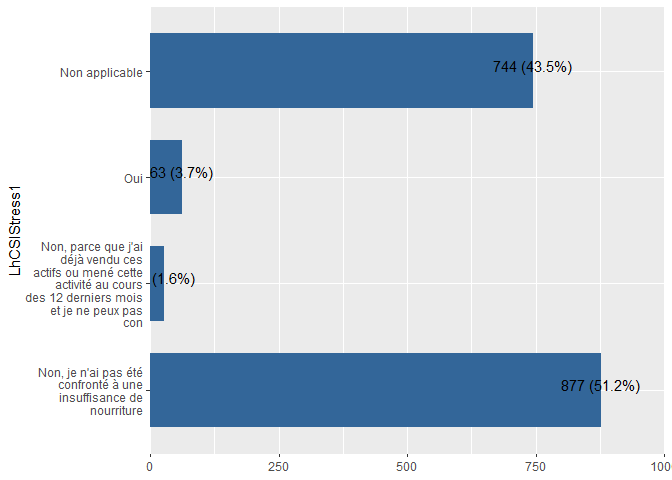 LhCSIStress1
Non applicable
744 (43.5%)
Oui
63 (3.7%)
Non, parce que j'ai
déjà vendu ces
actifs ou mené cette
activité au cours
des 12 derniers mois
et je ne peux pas
con
(1.6%)
Non, je n'ai pas été
confronté à une
insuffisance de
nourriture
877 (51.2%)
0
250
500
750